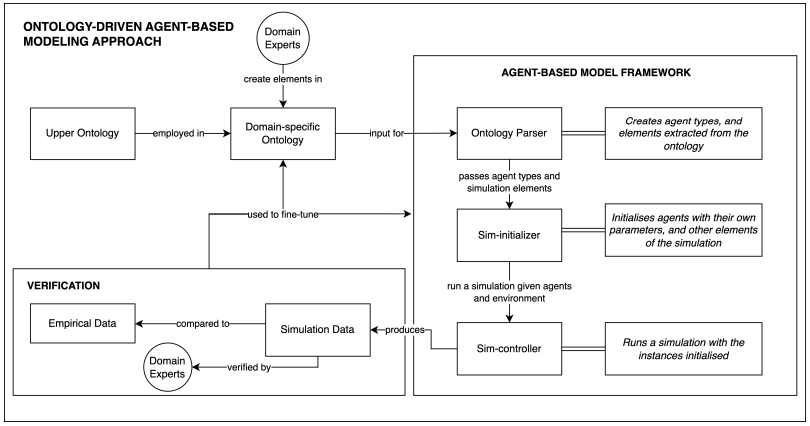 ONTOLOGY-DRIVEN AGENT-BASED
MODELING APPROACH
Domain
Experts
create elements in
AGENT-BASED MODEL FRAMEWORK
Upper Ontology
employed in
Domain-specific
Ontology
input for
Ontology Parser
Creates agent types, and
elements extracted from the
ontology
passes agent types and
simulation elements
used to fine-tune
Sim-initializer
Initialises agents with their own
parameters, and other elements
of the simulation
VERIFICATION
run a simulation given agents
and environment
Empirical Data
compared to
Simulation Data
produces
Sim-controller
Runs a simulation with the
instances initialised
Domain
Experts
verified by